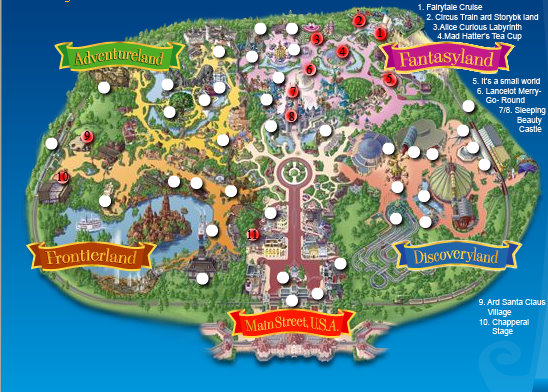 1. Fairytale Cruise
2. Circus Train and Storybk land
3.Alice Curious Labyrinth
4.Mad Hatter's Tea Cup
Adventureland
Fantasyland
5. It's a small world
6. Lancelot Merry-
Go- Round
7/8. Sleeping
Beauty
Castle
2
1
3
4
6
5
7
8
9
10
11
Frontierland
Discoveryland
9. Ard Santa Claus
Village
10. Chapperal
Stage
Main Street, U.S.A.